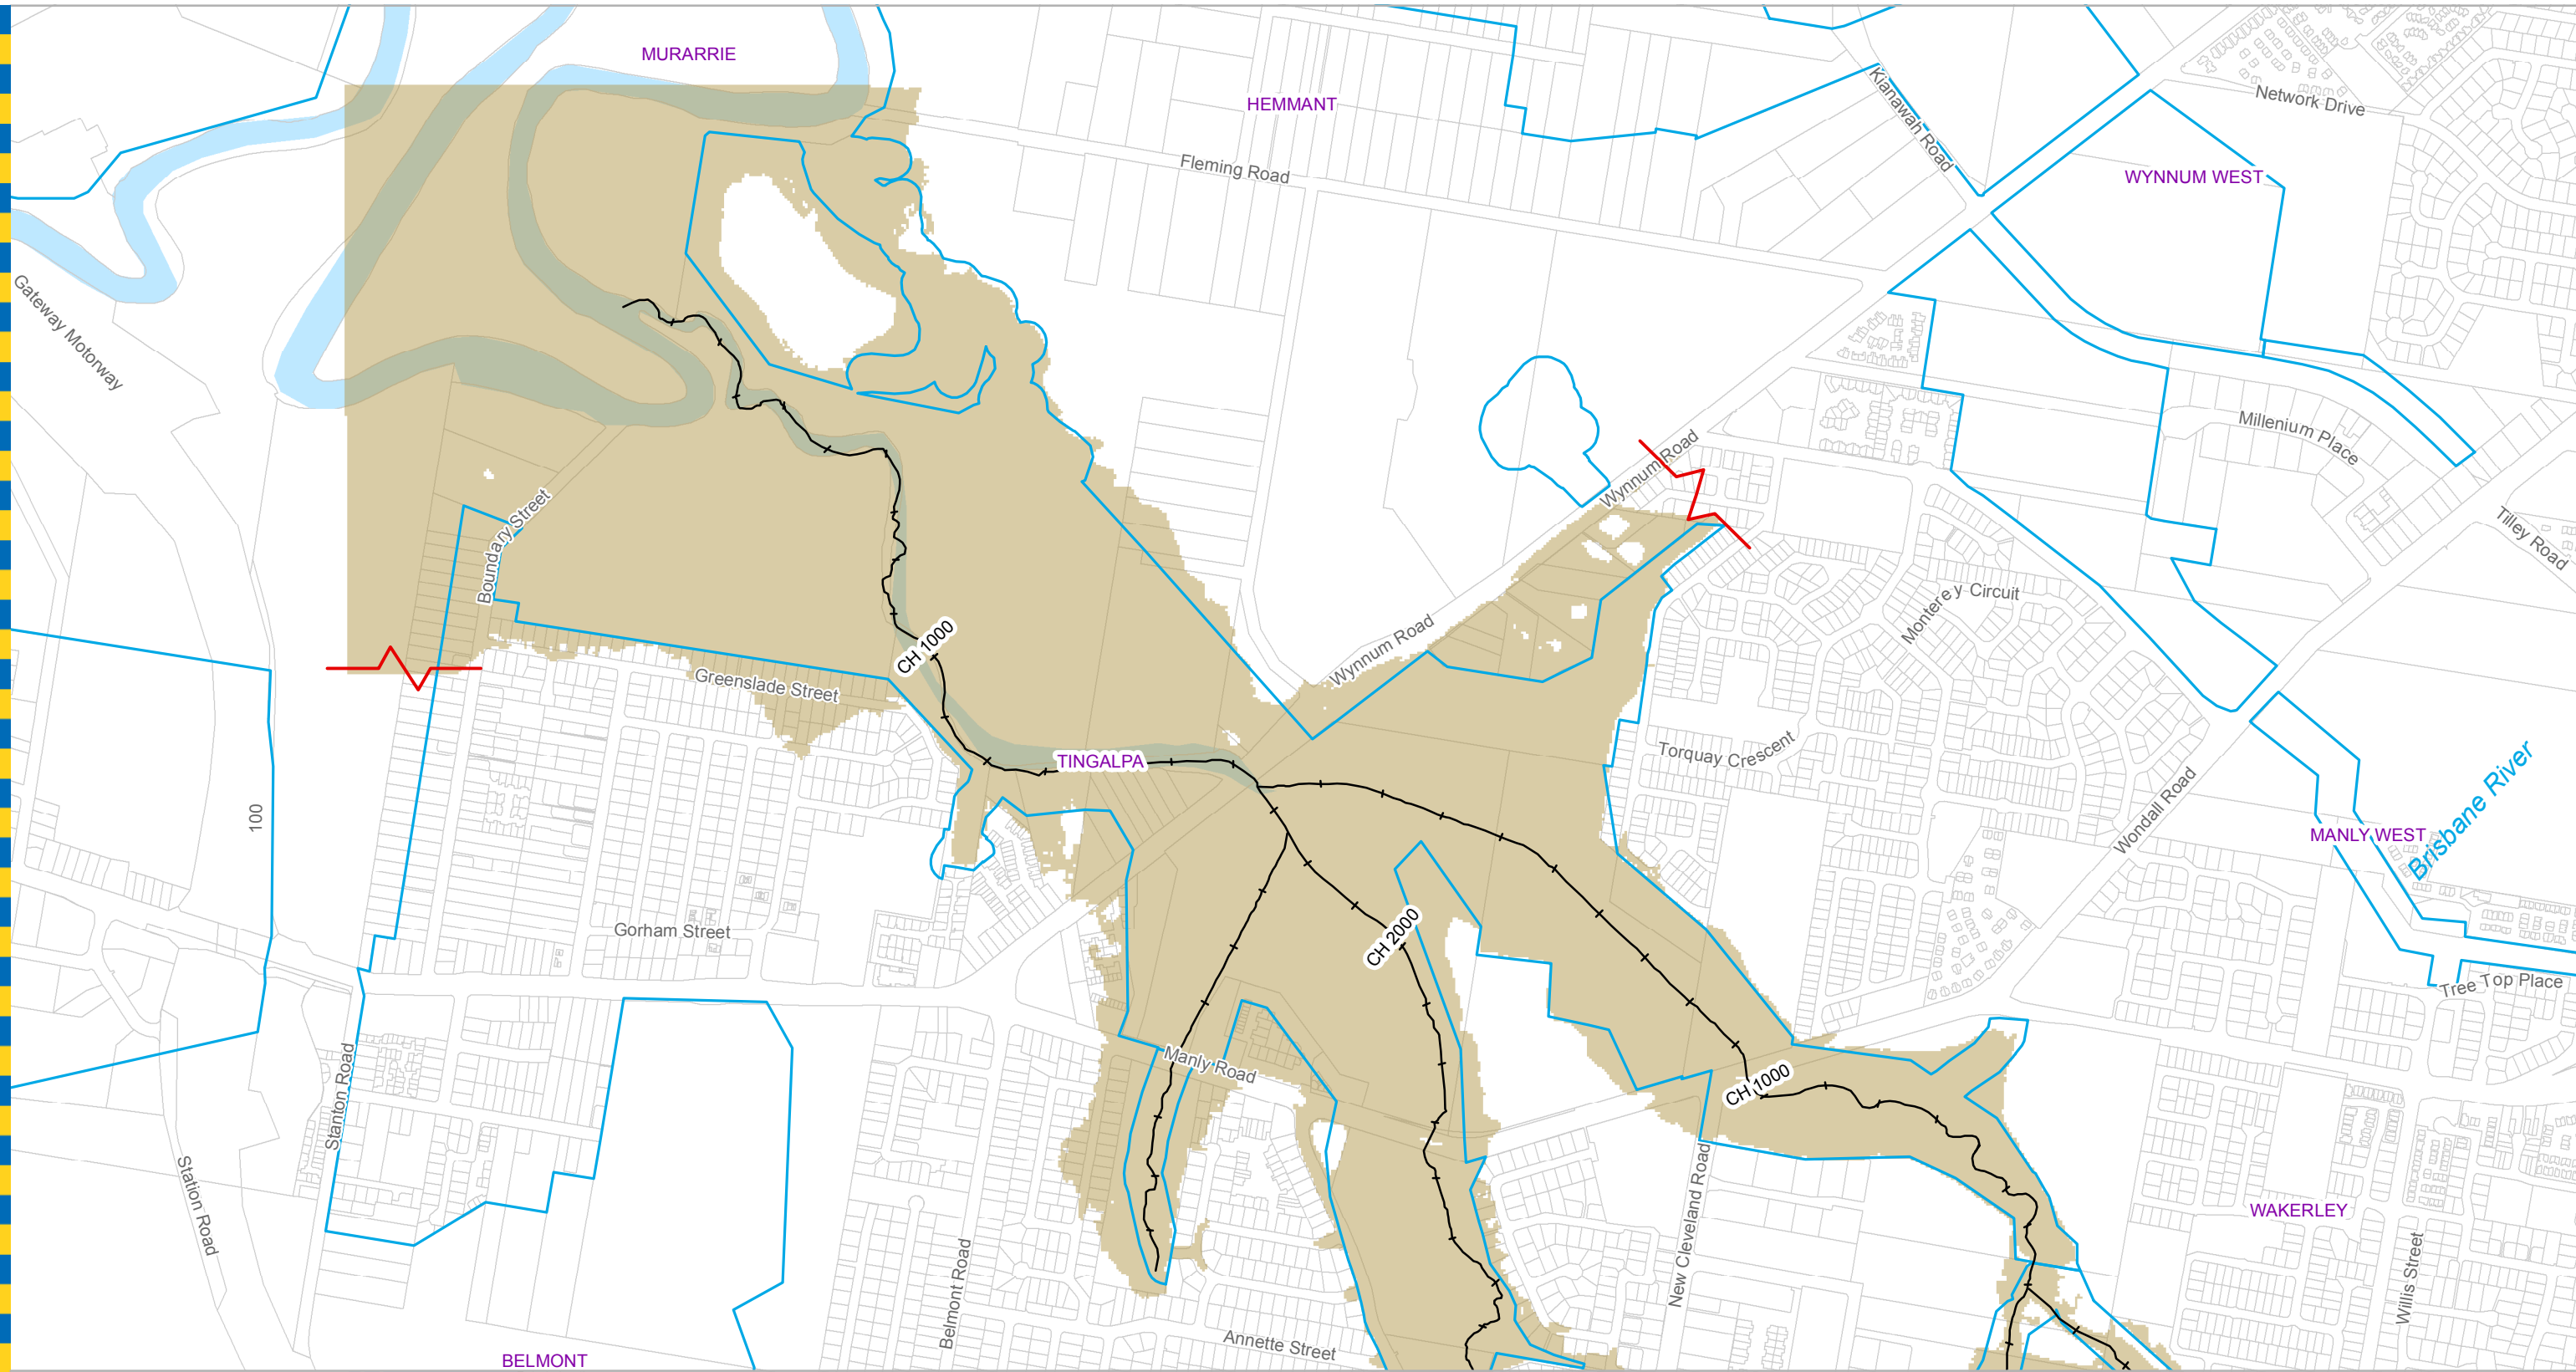 MURARRIE
HEMMANT
Kianawah Road
Network Drive
Fleming Road
WYNNUM WEST
Gateway Motorway
Millenium Place
Wynnum Road
Boundary Street
Tilley Road
Monterey Circuit
CH 1000
Wynnum Road
Greenslade Street
Torquay Crescent
TINGALPA
100
Wondall Road
MANLY WEST
Brisbane River
Gorham Street
CH 2000
Tree Top Place
Manly Road
CH 1000
Stanton Road
Station Road
New Cleveland Road
WAKERLEY
Belmont Road
Willis Street
Annette Street
BELMONT